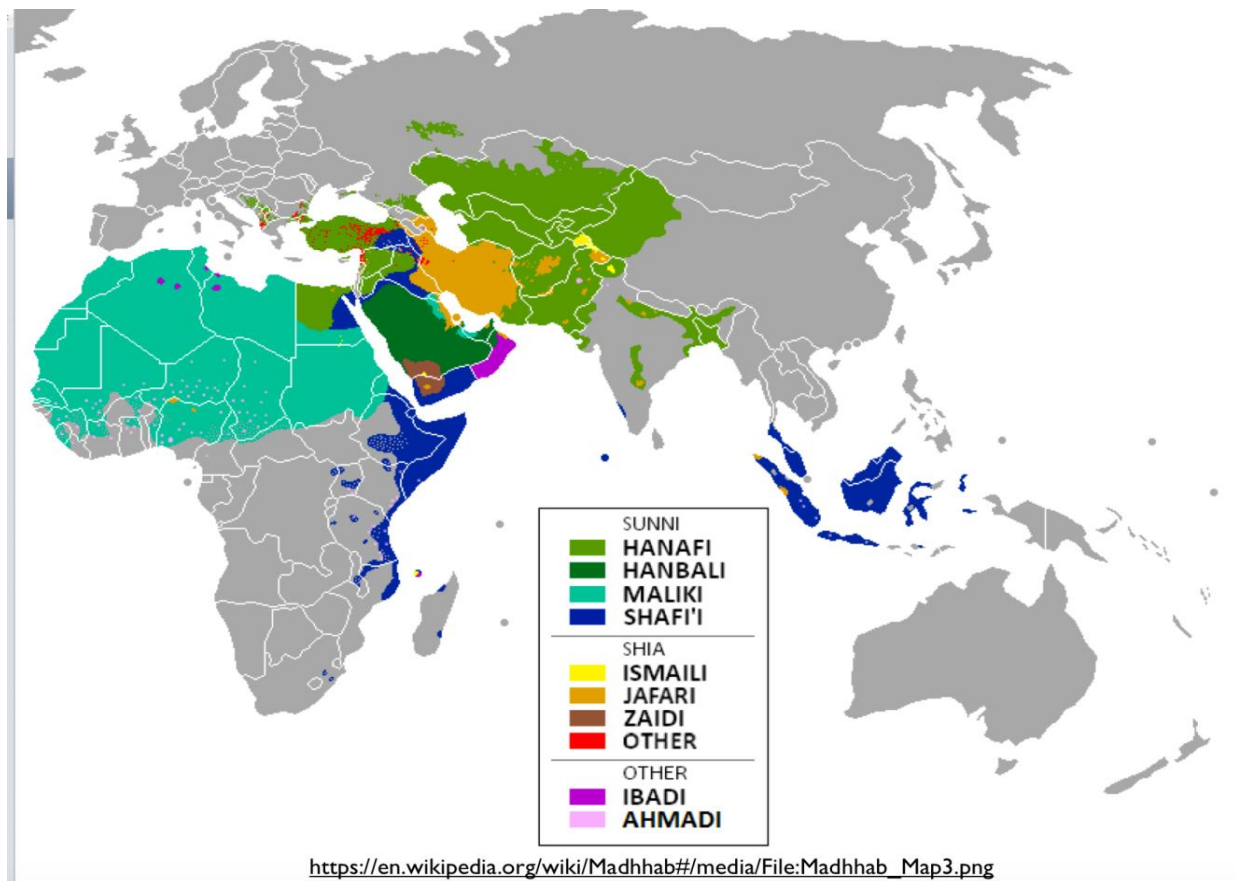 SUNNI
HANAFI
HANBALI
MALIKI
SHAFI'I
SHIA
ISMAILI
JAFARI
ZAIDI
OTHER
OTHER
IBADI
AHMADI
https://en.wikipedia.org/wiki/Madhhab#/media/File:Madhhab_Map3.png